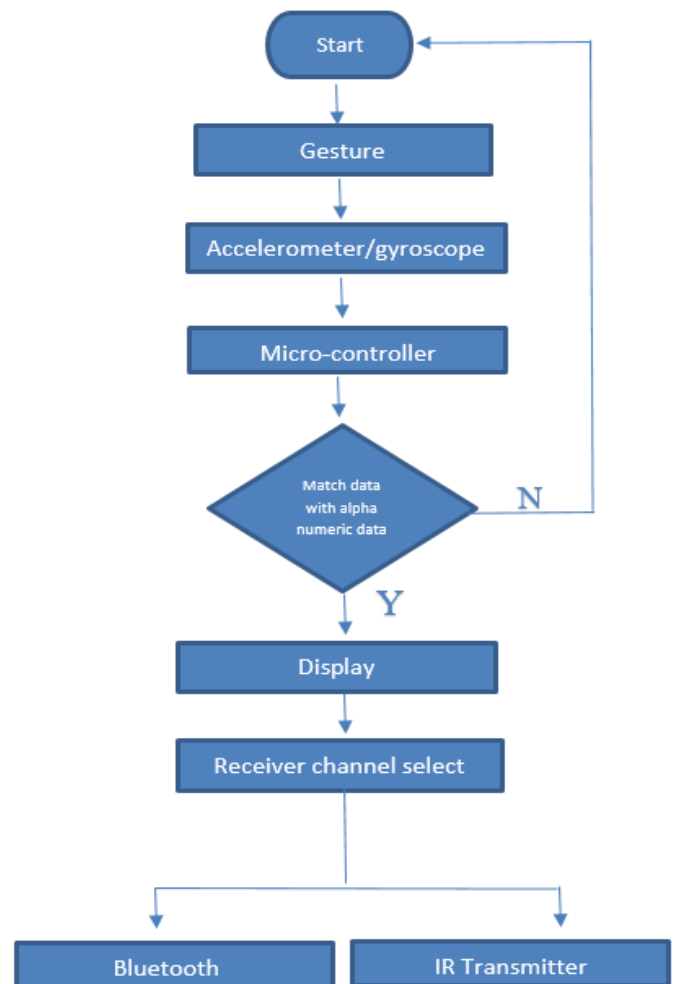 Start
Gesture
Accelerometer/gyroscope
Micro-controller
Match data
with alpha
numeric data
N
Y
Display
Receiver channel select
Bluetooth
IR Transmitter